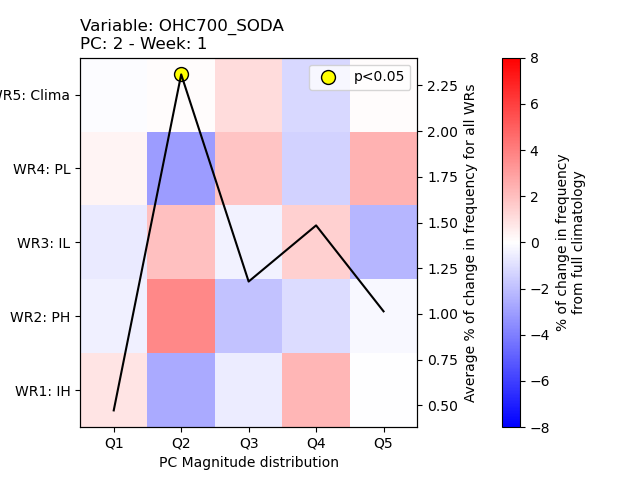 Variable: OHC700_SODA
PC: 2 - Week: 1
p<0.05
WR5: Clima
WR4: PL
WR3: IL
WR2: PH
WR1: IH
Q1 Q2 Q3 Q4 Q5
PC Magnitude distribution
2.25
2.00
1.75
1.50
1.25
1.00
0.75
0.50
Average % of change in frequency for all WRs
8
6
4
2
0
−2
−4
−6
−8
% of change in frequency
from full climatology